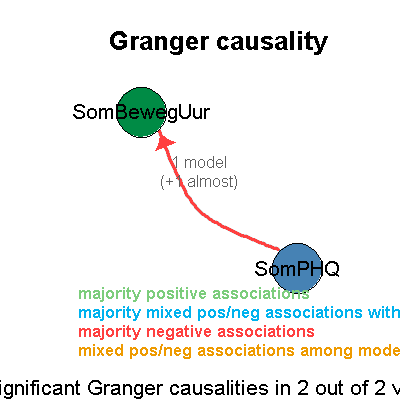 Granger causality
SomBewegUur
1 model
(+1 almost)
SomPHQ
majority positive associations
majority mixed pos/neg associations with
majority negative associations
mixed pos/neg associations among
ignificant Granger causalities in 2 out of 2